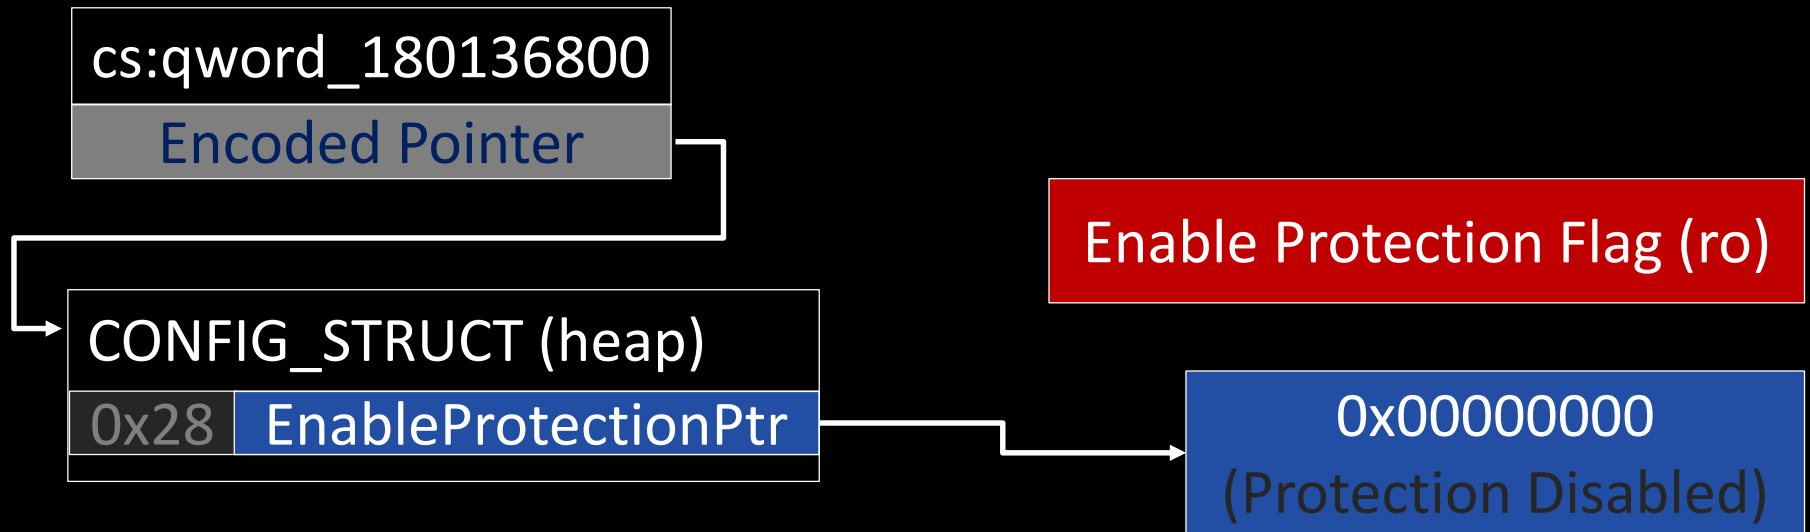 cs:qword_180136800
Encoded Pointer
Enable Protection Flag (ro)
CONFIG_STRUCT (heap)
0x28 EnableProtectionPtr
0x00000000
(Protection Disabled)